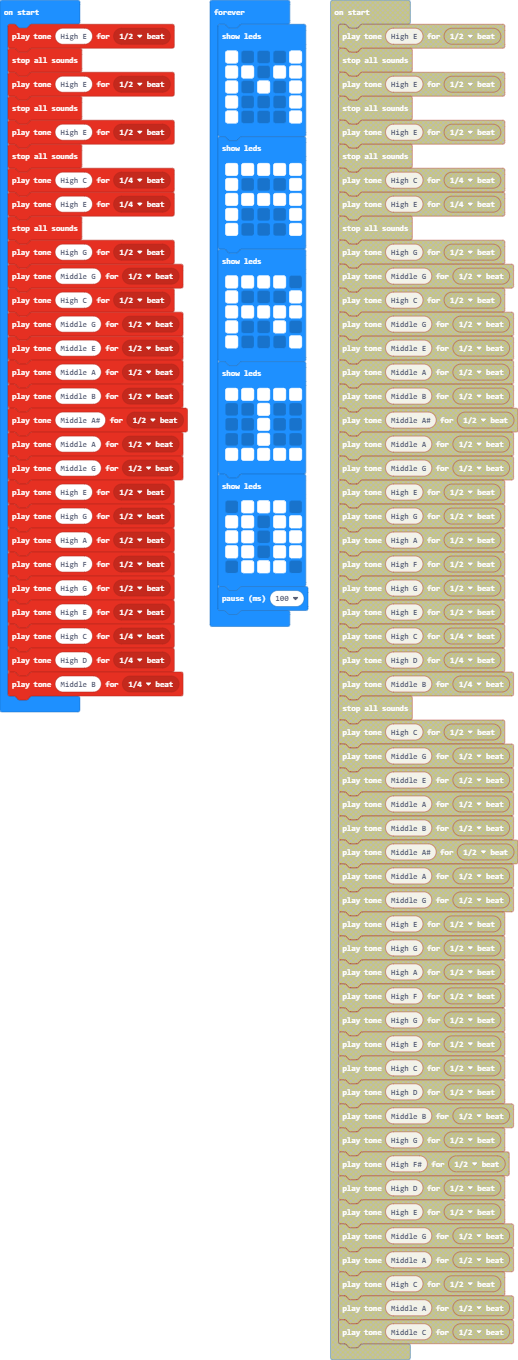 on start
play tone High E for 1/2 beat
stop all sounds
play tone High E for 1/2 beat
stop all sounds
play tone High E for 1/2 beat
stop all sounds
play tone High C for 1/4 beat
play tone High E for 1/4 beat
stop all sounds
play tone High G for 1/2 beat
play tone Middle G for 1/2 beat
play tone High C for 1/2 beat
play tone Middle G for 1/2 beat
play tone Middle E for 1/2 beat
play tone Middle A for 1/2 beat
play tone Middle B for 1/2 beat
play tone Middle A# for 1/2 beat
play tone Middle A for 1/2 beat
play tone Middle G for 1/2 beat
play tone High E for 1/2 beat
play tone High G for 1/2 beat
play tone High A for 1/2 beat
play tone High F for 1/2 beat
play tone High G for 1/2 beat
play tone High E for 1/2 beat
play tone High C for 1/4 beat
play tone High D for 1/4 beat
play tone Middle B for 1/4 beat
forever
show leds
show leds
show leds
show leds
show leds
pause (ms) 100
on start
play tone High E for 1/2 beat
stop all sounds
play tone High E for 1/2 beat
stop all sounds
play tone High E for 1/2 beat
stop all sounds
play tone High C for 1/4 beat
play tone High E for 1/4 beat
stop all sounds
play tone High G for 1/2 beat
play tone Middle G for 1/2 beat
play tone High C for 1/2 beat
play tone Middle G for 1/2 beat
play tone Middle E for 1/2 beat
play tone Middle A for 1/2 beat
play tone Middle B for 1/2 beat
play tone Middle A# for 1/2 beat
play tone Middle A for 1/2 beat
play tone Middle G for 1/2 beat
play tone High E for 1/2 beat
play tone High G for 1/2 beat
play tone High A for 1/2 beat
play tone High F for 1/2 beat
play tone High G for 1/2 beat
play tone High E for 1/2 beat
play tone High C for 1/4 beat
play tone High D for 1/4 beat
play tone Middle B for 1/4 beat
stop all sounds
play tone High C for 1/2 beat
play tone Middle G for 1/2 beat
play tone Middle E for 1/2 beat
play tone Middle A for 1/2 beat
play tone Middle B for 1/2 beat
play tone Middle A# for 1/2 beat
play tone Middle A for 1/2 beat
play tone Middle G for 1/2 beat
play tone High E for 1/2 beat
play tone High G for 1/2 beat
play tone High A for 1/2 beat
play tone High F for 1/2 beat
play tone High G for 1/2 beat
play tone High E for 1/2 beat
play tone High C for 1/2 beat
play tone High D for 1/2 beat
play tone Middle B for 1/2 beat
play tone High G for 1/2 beat
play tone High F# for 1/2 beat
play tone High D for 1/2 beat
play tone High E for 1/2 beat
play tone Middle G for 1/2 beat
play tone Middle A for 1/2 beat
play tone High C for 1/2 beat
play tone Middle A for 1/2 beat
play tone Middle C for 1/2 beat